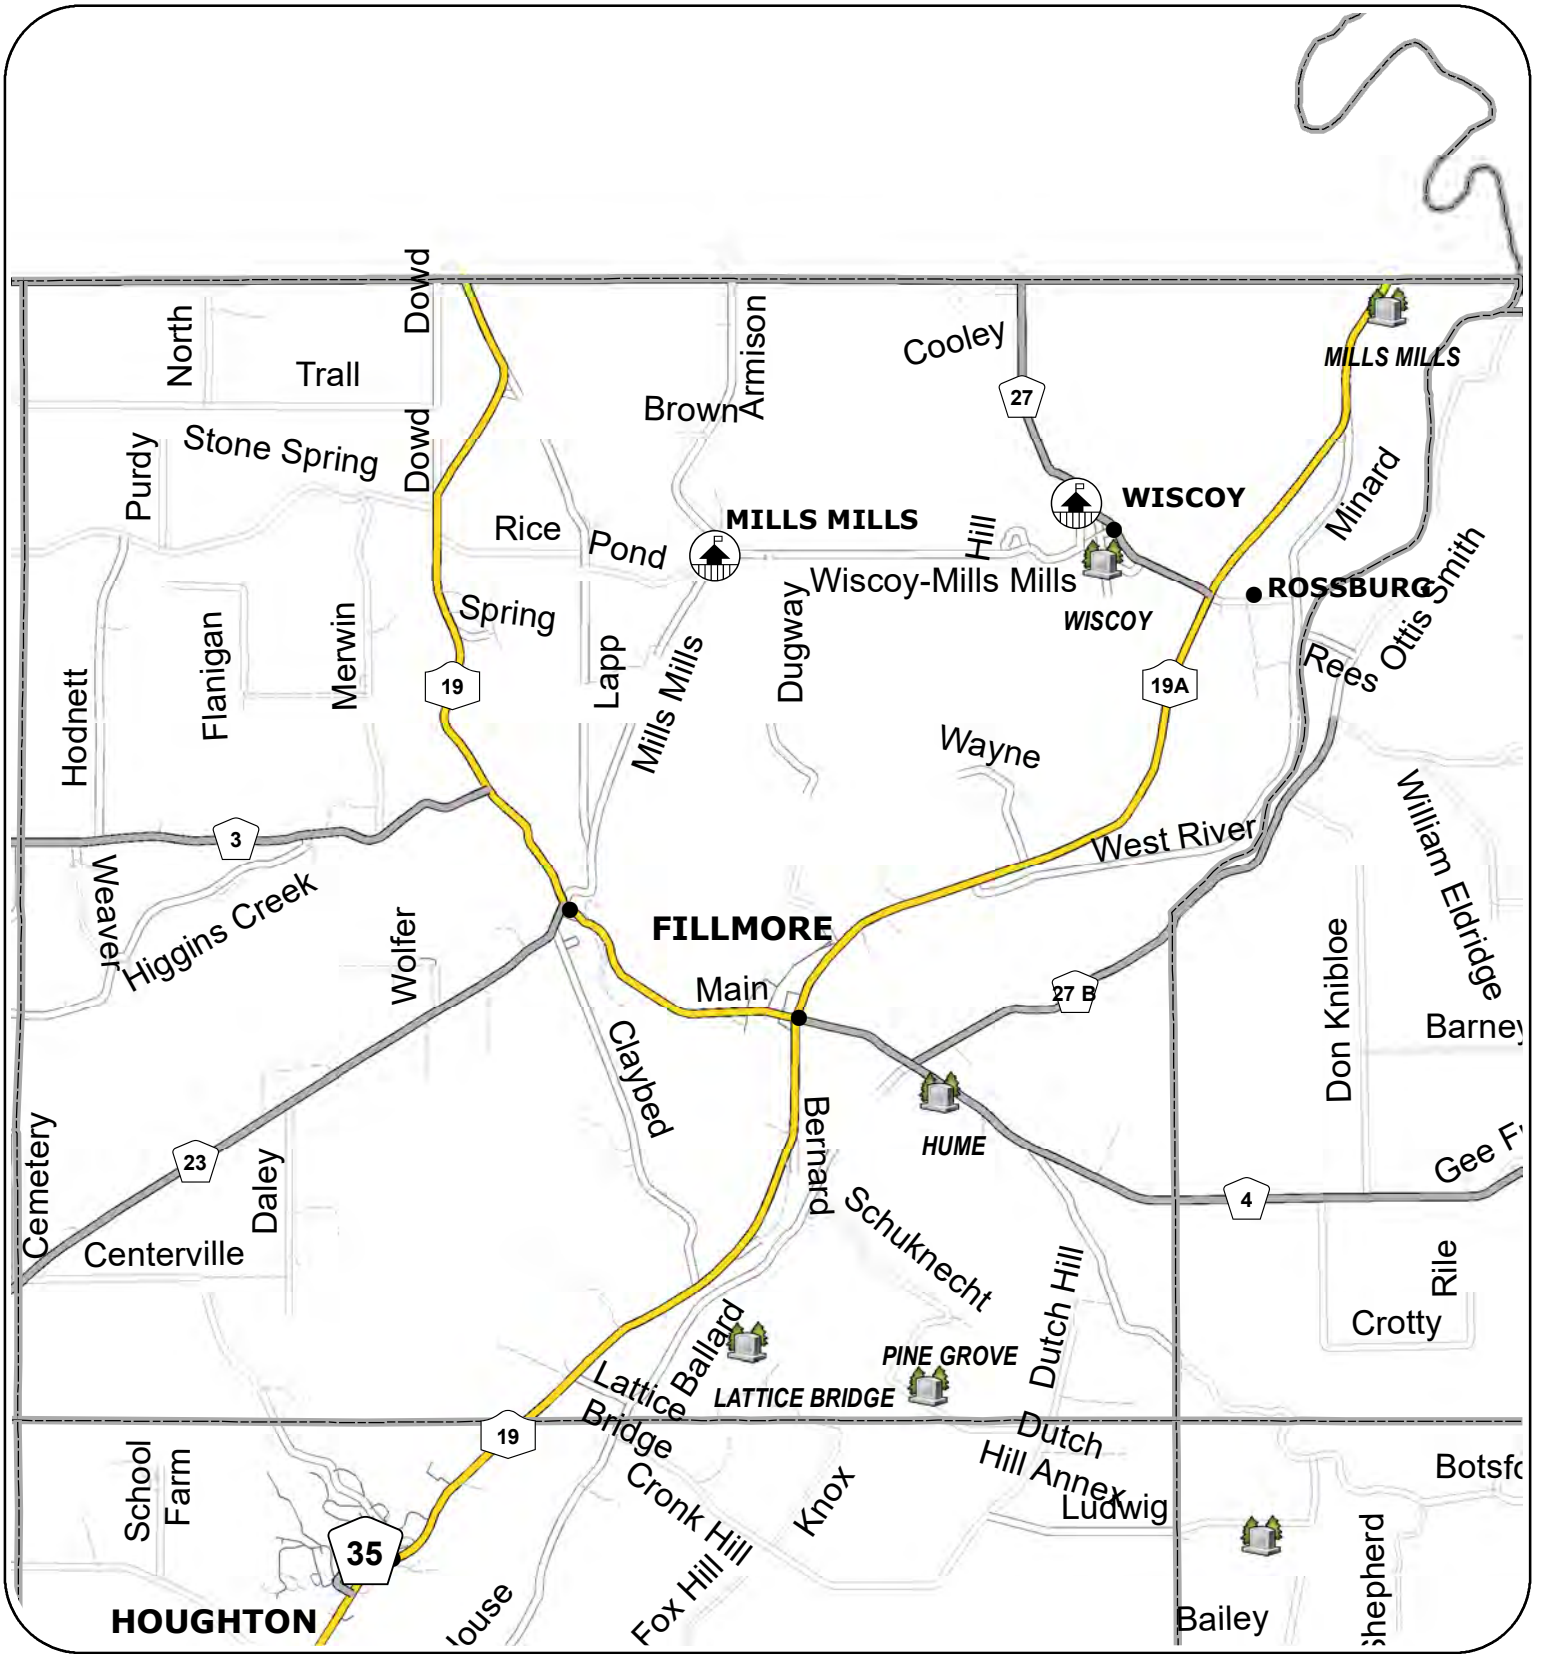 Dowd
North
Trall
Armison
Cooley
MILLS MILLS
27
Brown
Dowd
Stone Spring
Purdy
Minard
WISCOY
MILLS MILLS
Rice
Pond
Hill
Wiscoy-Mills Mills
ROSSBURG
Ottis Smith
WISCOY
Spring
Flanigan
Merwin
Hodnett
Lapp
Mills Mills
Dugway
Rees
19
19A
Wayne
William Eldridge
West River
3
Weaver
Higgins Creek
Wolfer
FILLMORE
Main
27 B
Don Knibloe
Barney
Claybed
Bernard
HUME
Cemetery
23
Daley
Gee F
4
Centerville
Schuknecht
Dutch Hill
Rile
Crotty
Ballard
PINE GROVE
LATTICE BRIDGE
Lattice
Bridge
19
Dutch
Hill Annex
School
Farm
Cronk Hill
Knox
Ludwig
Botsfo
35
Shepherd
HOUGHTON
Fox Hill
Bailey